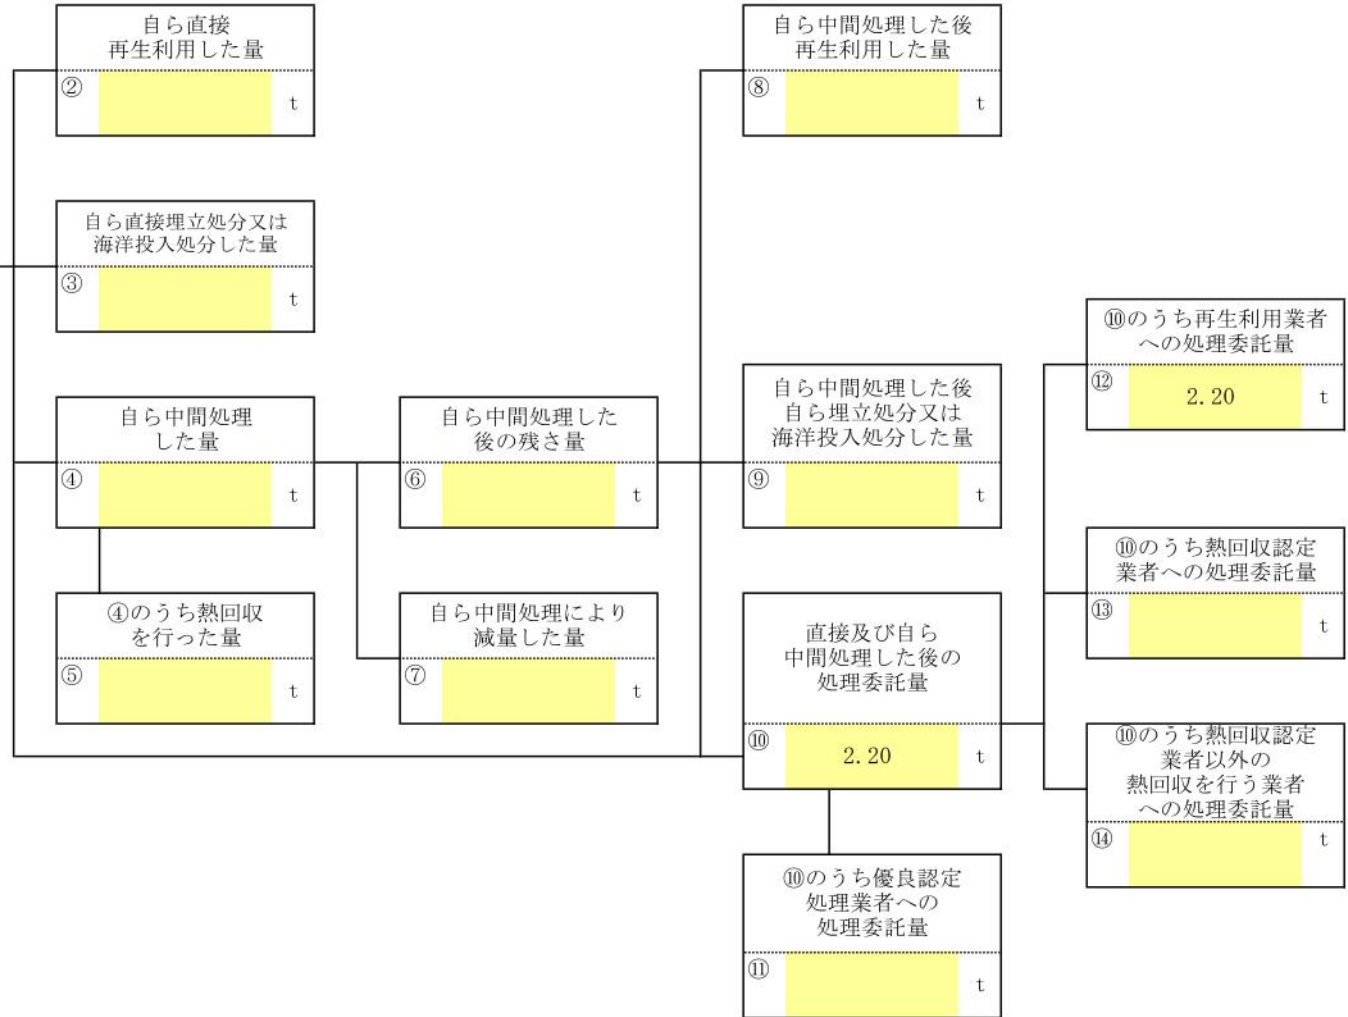 自ら直接
再生利用した量
②
t
自ら中間処理した後
再生利用した量
⑧
t
自ら直接埋立処分又は
海洋投入処分した量
③
t
⑩のうち再生利用業者
への処理委託量
⑫
2.20
t
自ら中間処理
した量
④
t
自ら中間処理した
後の残さ量
⑥
t
自ら中間処理した後
自ら埋立処分又は
海洋投入処分した量
⑨
t
⑩のうち熱回収認定
業者への処理委託量
⑬
t
④のうち熱回収
を行った量
⑤
t
自ら中間処理により
減量した量
⑦
t
直接及び自ら
中間処理した後の
処理委託量
⑩
2.20
t
⑩のうち熱回収認定
業者以外の
熱回収を行う業者
への処理委託量
⑭
t
⑩のうち優良認定
処理業者への
処理委託量
⑪
t